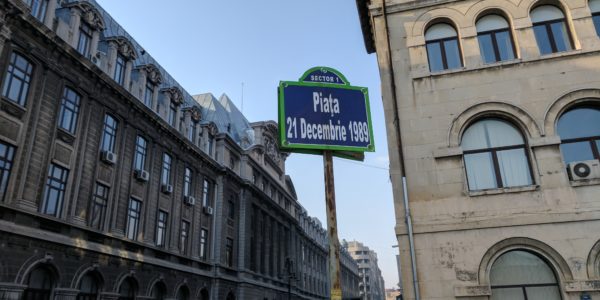 SECTOR 1
Piața
21 Decembrie 1989